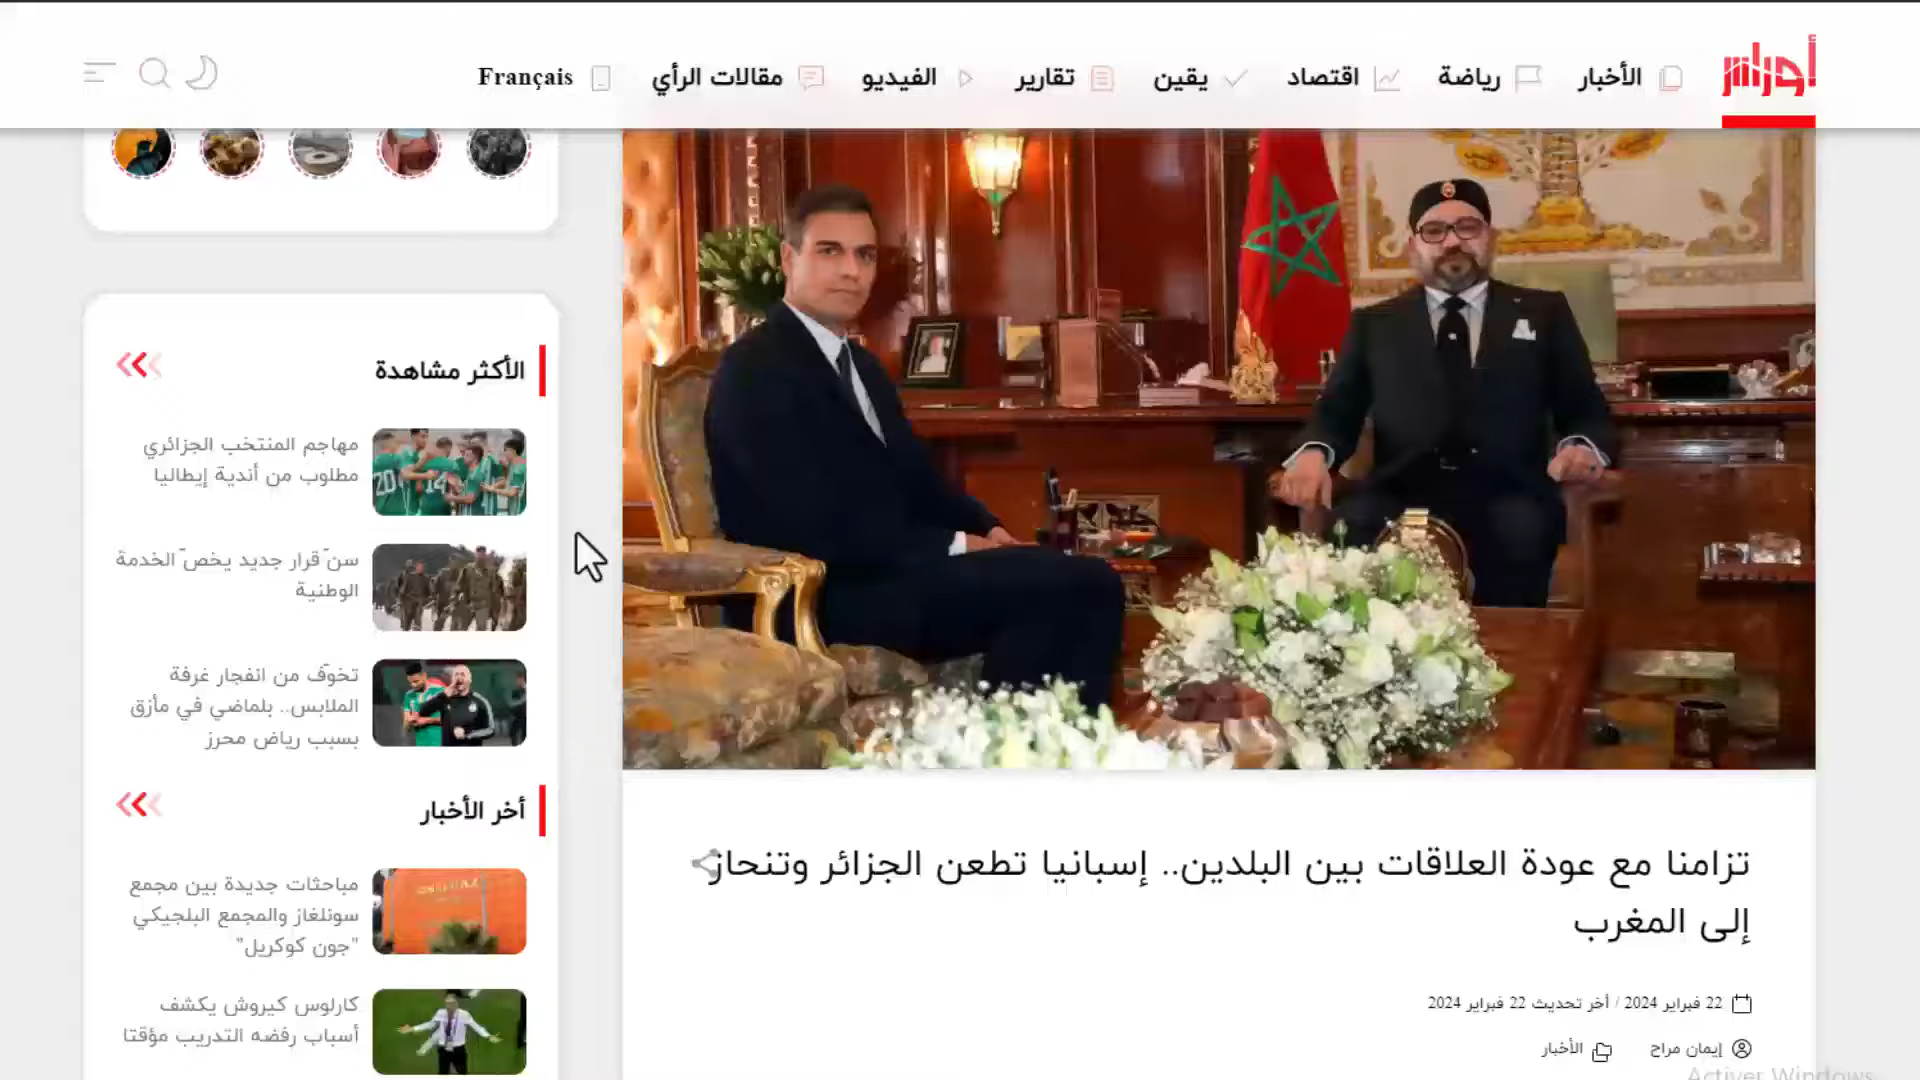 أوراس
الأخبار
رياضة
اقتصاد
يقين
تقارير
الفيديو
مقالات الرأي
Français
تزامنا مع عودة العلاقات بين البلدين.. إسبانيا تطعن الجزائر وتنحاز
إلى المغرب
22 فبراير 2024 / أخر تحديث 22 فبراير 2024
إيمان مراح
الأخبار
الأكثر مشاهدة
مهاجم المنتخب الجزائري
مطلوب من أندية إيطاليا
سنّ قرار جديد يخصّ الخدمة
الوطنية
تخوّف من انفجار غرفة
الملابس.. بلماضي في مأزق
بسبب رياض محرز
أخر الأخبار
مباحثات جديدة بين مجمع
سونلغاز والمجمع البلجيكي
"جون كوكريل"
كارلوس كيروش يكشف
أسباب رفضه التدريب مؤقتا
20
14
Activer Windows